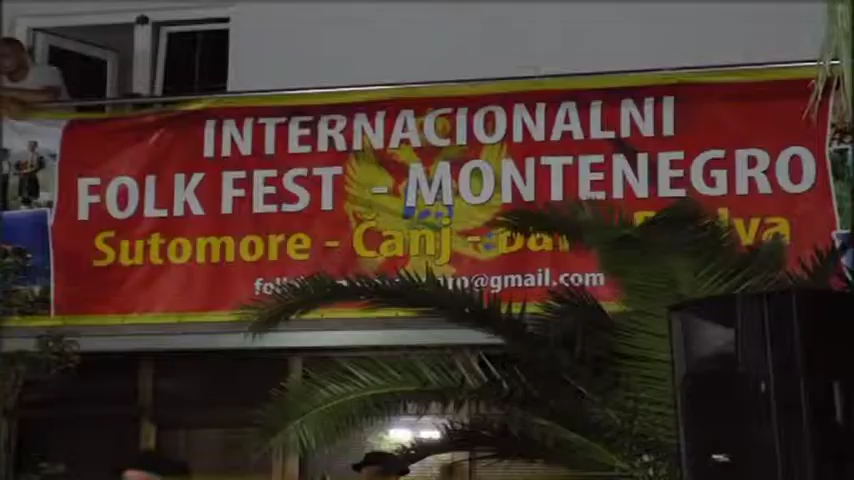 INTERNACIONALNI
FOLK FEST - MONTENEGRO
Sutomore - Čanj -
@gmail.com